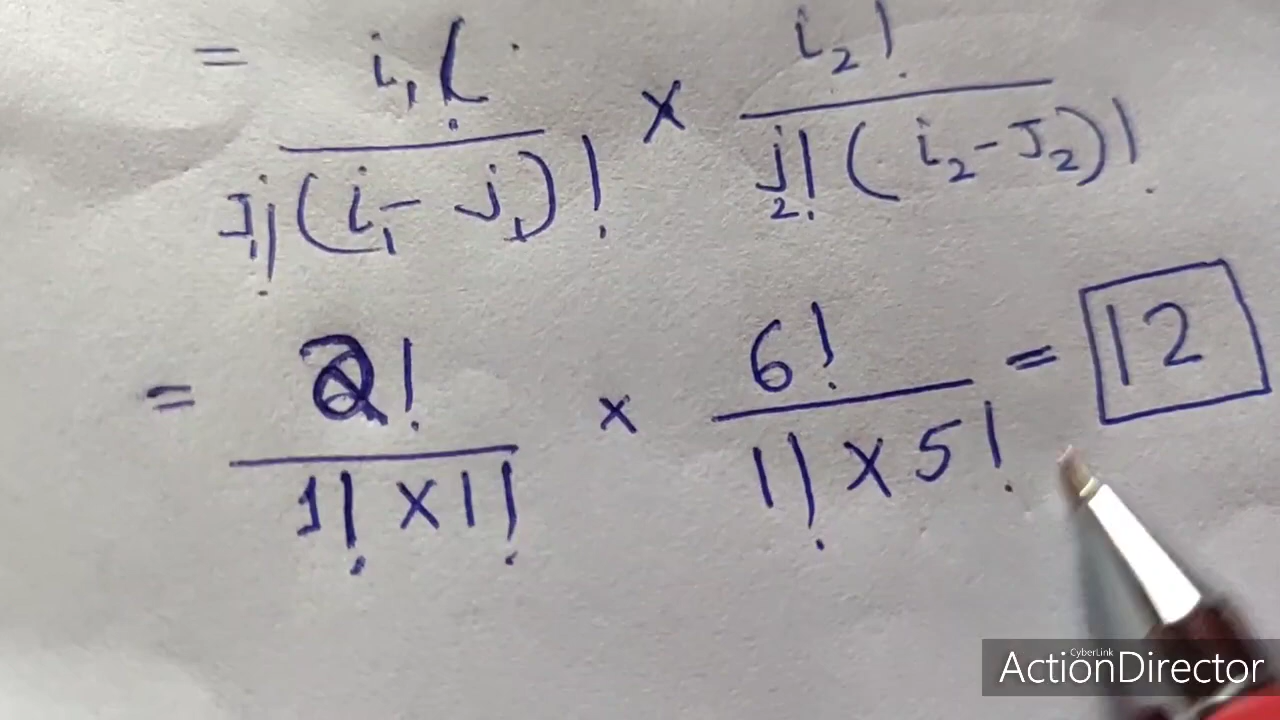 = i₁! / J₁!(i₁ - j₁)! × i₂! / j₂!(i₂ - J₂)!
= 2! / 1! × 1! × 6! / 1! × 5! = 12
CyberLink
ActionDirector